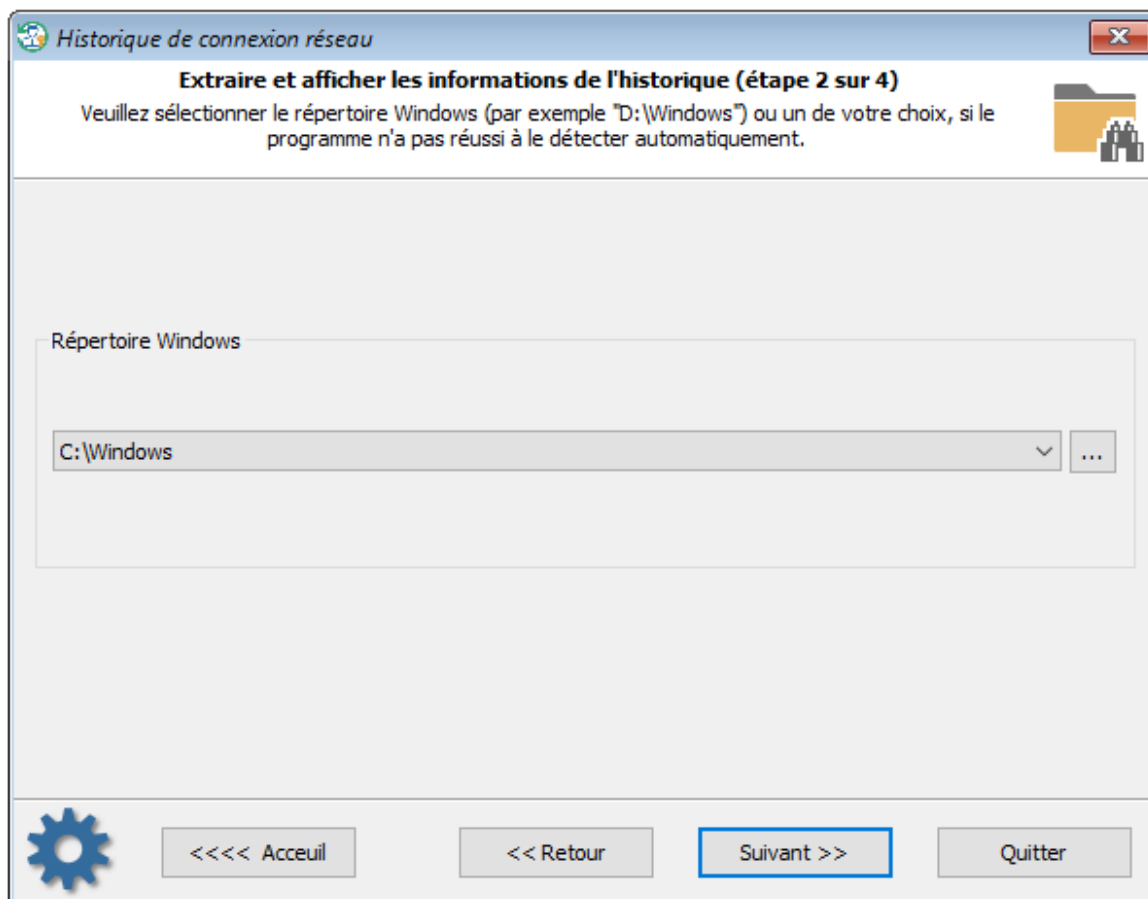 Historique de connexion réseau
Extraire et afficher les informations de l'historique (étape 2 sur 4)
Veuillez sélectionner le répertoire Windows (par exemple "D:\Windows") ou un de votre choix, si le
programme n'a pas réussi à le détecter automatiquement.
Répertoire Windows
C:\Windows
...
<<<< Acceuil
<< Retour
Suivant >>
Quitter